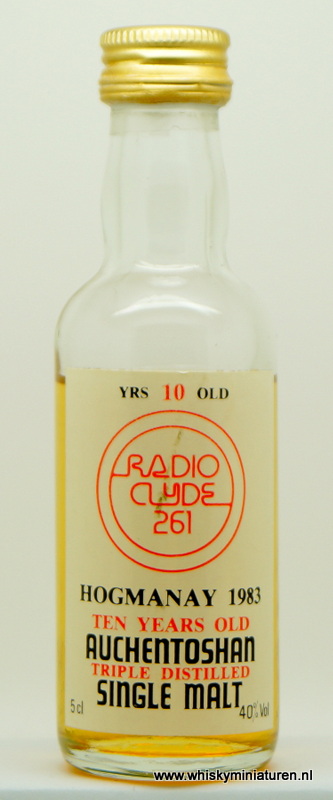 YRS 10 OLD
RADIO
CLYDE
261
HOGMANAY 1983
TEN YEARS OLD
AUCHENTOSHAN
TRIPLE DISTILLED
SINGLE MALT
5 cl 40% Vol
www.whiskyminiaturen.nl